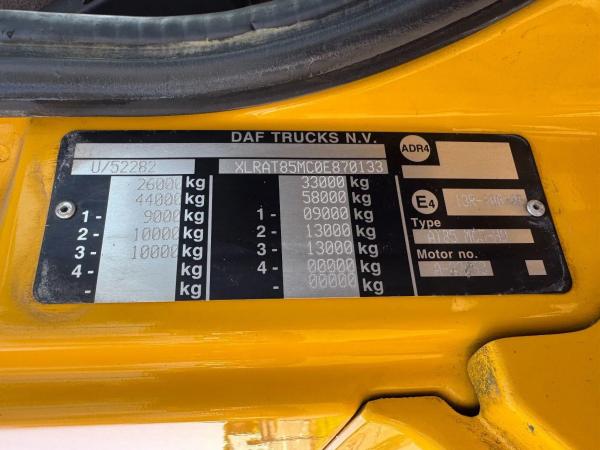 DAF TRUCKS N.V.
ADR4
U/52282 XLRAT85MC0E870133
26000 kg 33000 kg
44000 kg 58000 kg
E4
1- 9000 kg 1- 09000 kg
Type
2- 10000 kg 2- 13000 kg
3- 10000 kg 3- 13000 kg
Motor no.
4- kg 4- 00000 kg
- kg - 00000 kg